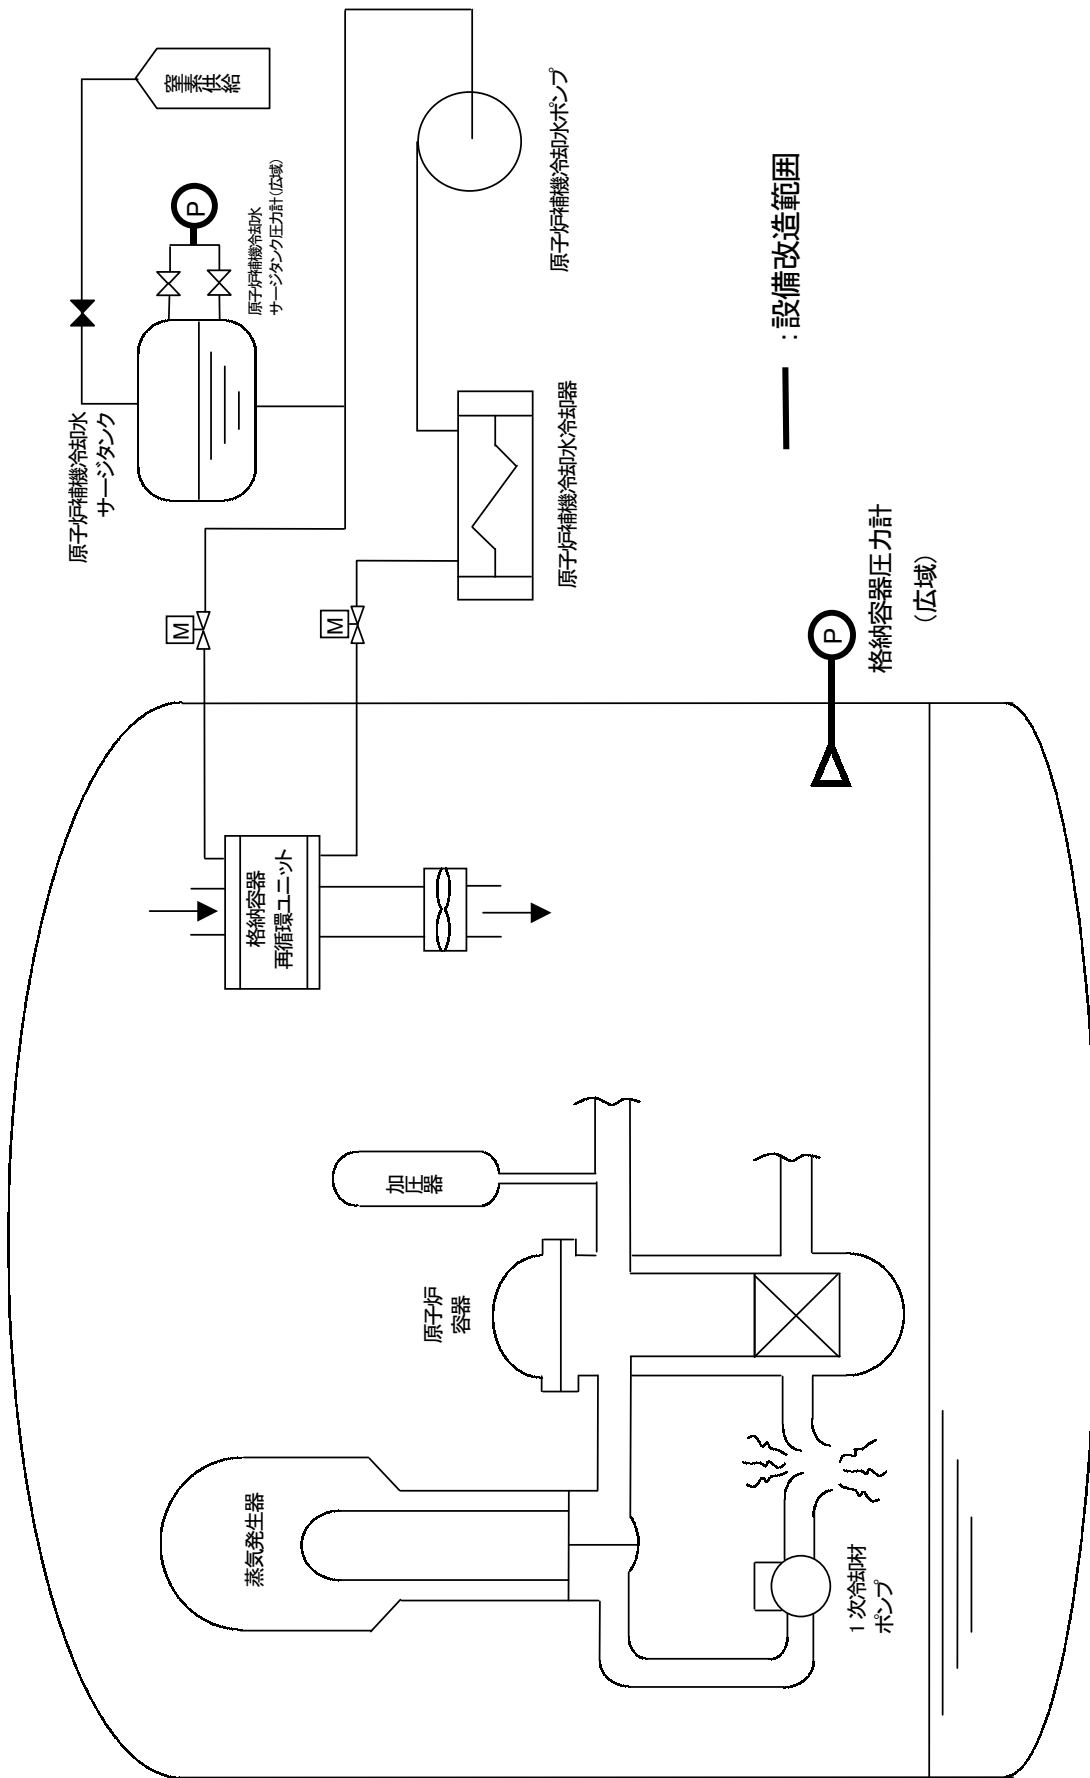 蒸気発生器
原子炉
容器
加圧器
1次冷却材
ポンプ
格納容器
再循環ユニット
M
M
原子炉補機冷却水
サージタンク
窒素供給
P
原子炉補機冷却水
サージタンク圧力計(広域)
原子炉補機冷却水冷却器
原子炉補機冷却水ポンプ
P
格納容器圧力計
(広域)
:設備改造範囲